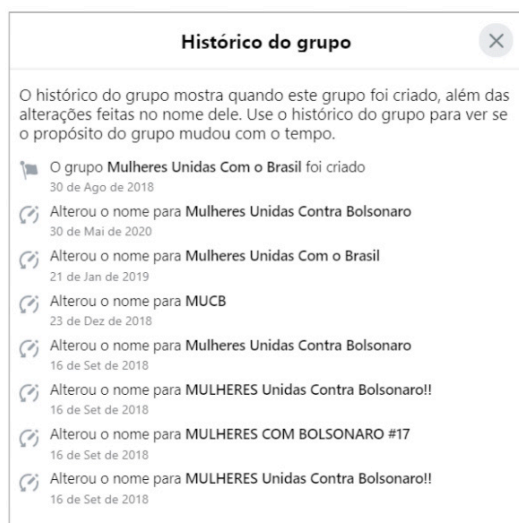 Histórico do grupo
O histórico do grupo mostra quando este grupo foi criado, além das
alterações feitas no nome dele. Use o histórico do grupo para ver se
o propósito do grupo mudou com o tempo.
O grupo Mulheres Unidas Com o Brasil foi criado
30 de Ago de 2018
Alterou o nome para Mulheres Unidas Contra Bolsonaro
30 de Mai de 2020
Alterou o nome para Mulheres Unidas Com o Brasil
21 de Jan de 2019
Alterou o nome para MUCB
23 de Dez de 2018
Alterou o nome para Mulheres Unidas Contra Bolsonaro
16 de Set de 2018
Alterou o nome para MULHERES Unidas Contra Bolsonaro!!
16 de Set de 2018
Alterou o nome para MULHERES COM BOLSONARO #17
16 de Set de 2018
Alterou o nome para MULHERES Unidas Contra Bolsonaro!!
16 de Set de 2018